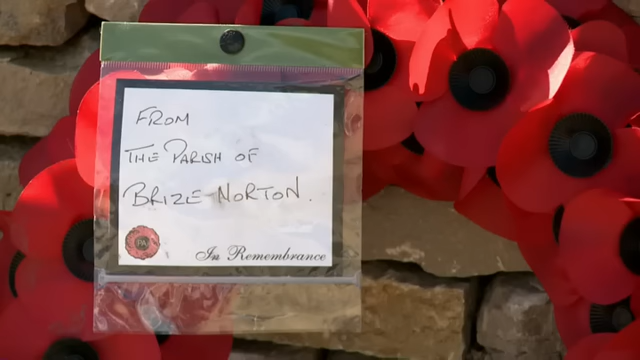 FROM
THE PARISH OF
BRIZE-NORTON.
In Remembrance